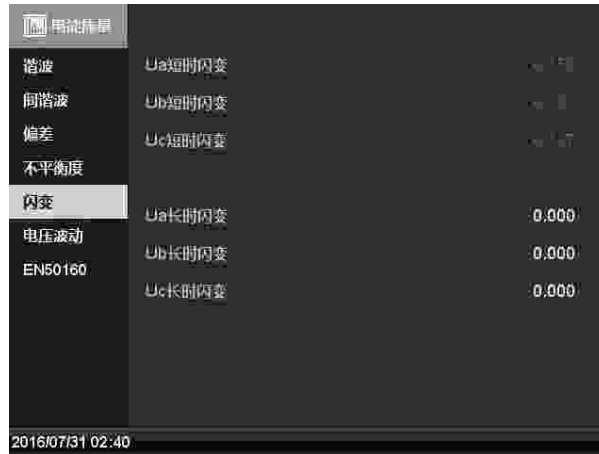 电能质量
谐波
间谐波
偏差
不平衡度
闪变
电压波动
EN50160
Ua短时闪变
Ub短时闪变
Uc短时闪变
Ua长时闪变 0.000
Ub长时闪变 0.000
Uc长时闪变 0.000
2016/07/31 02:40